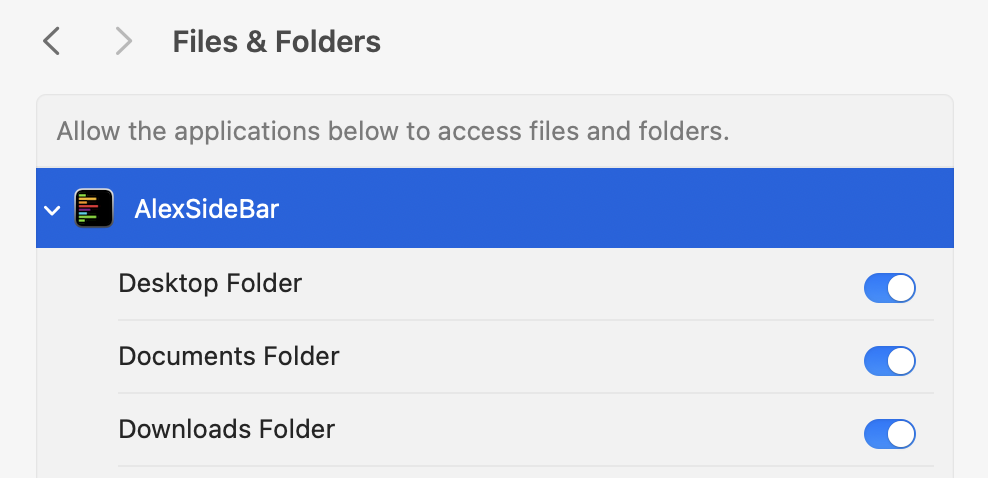 Files & Folders
Allow the applications below to access files and folders.
AlexSideBar
Desktop Folder
Documents Folder
Downloads Folder